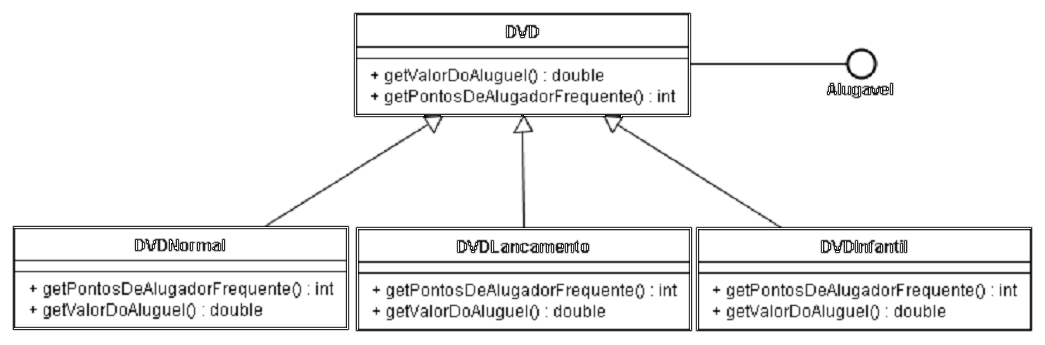 DVD
+ getValorDoAluguel() : double
+ getPontosDeAlugadorFrequente() : int
Alugavel
DVDNormal
+ getPontosDeAlugadorFrequente() : int
+ getValorDoAluguel() : double
DVDLancamento
+ getPontosDeAlugadorFrequente() : int
+ getValorDoAluguel() : double
DVDInfantil
+ getPontosDeAlugadorFrequente() : int
+ getValorDoAluguel() : double